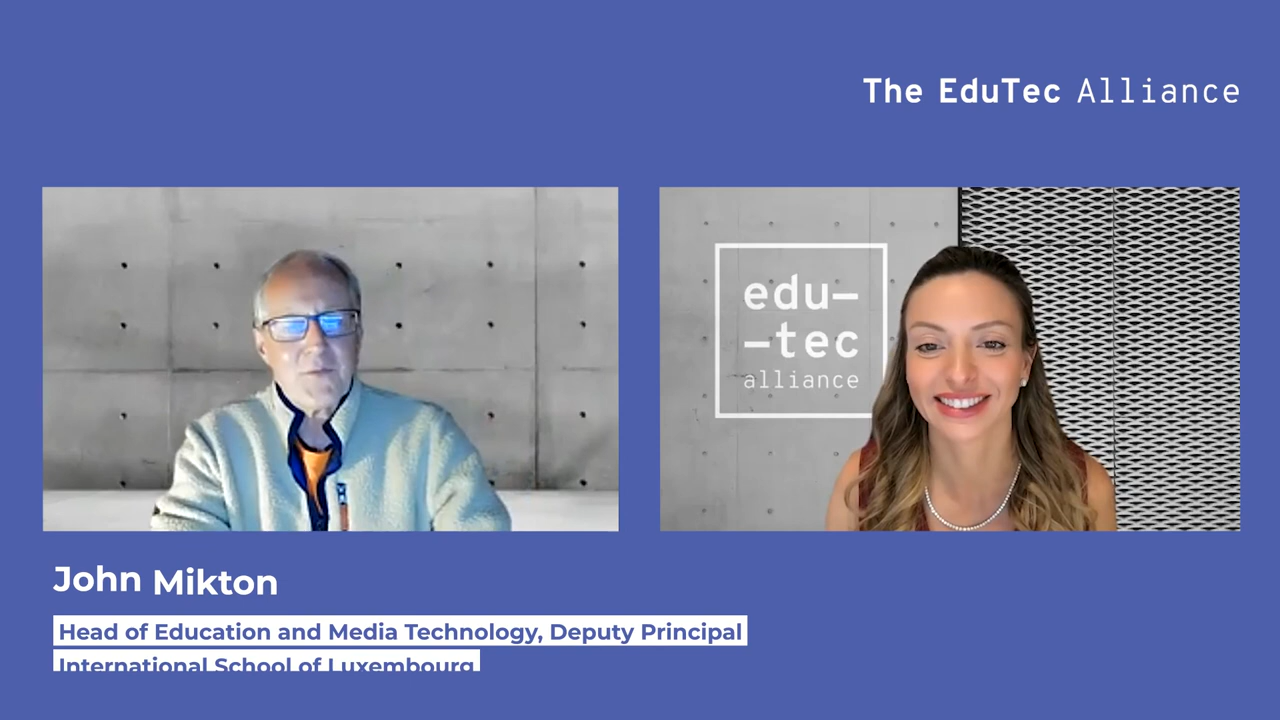 The EduTec Alliance
edu-
-tec
alliance
John Mikton
Head of Education and Media Technology, Deputy Principal
International School of Luxembourg